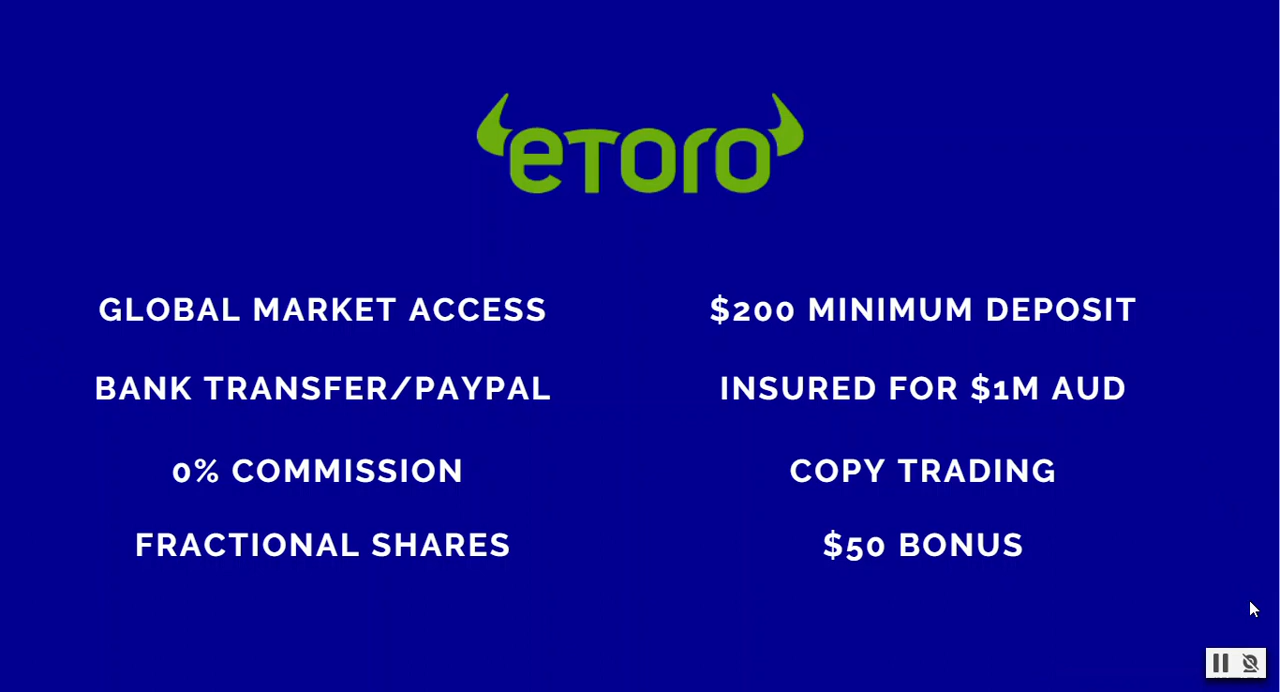 eToro
GLOBAL MARKET ACCESS
$200 MINIMUM DEPOSIT
BANK TRANSFER/PAYPAL
INSURED FOR $1M AUD
0% COMMISSION
COPY TRADING
FRACTIONAL SHARES
$50 BONUS